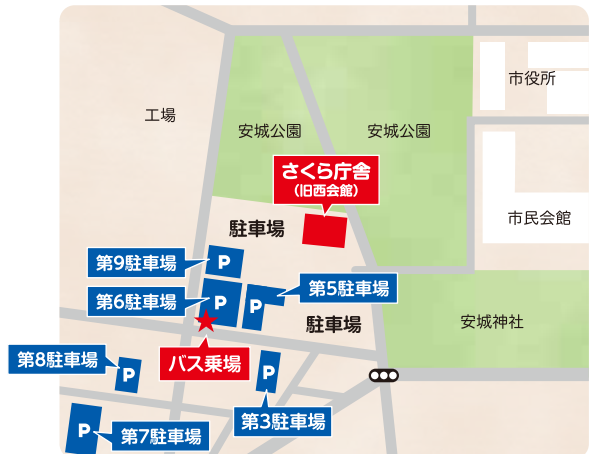 市役所
工場
安城公園
安城公園
さくら庁舎
(旧西会館)
市民会館
駐車場
第9駐車場
P
第5駐車場
第6駐車場
P
P
駐車場
安城神社
バス乗場
第8駐車場
P
P
第3駐車場
第7駐車場
P